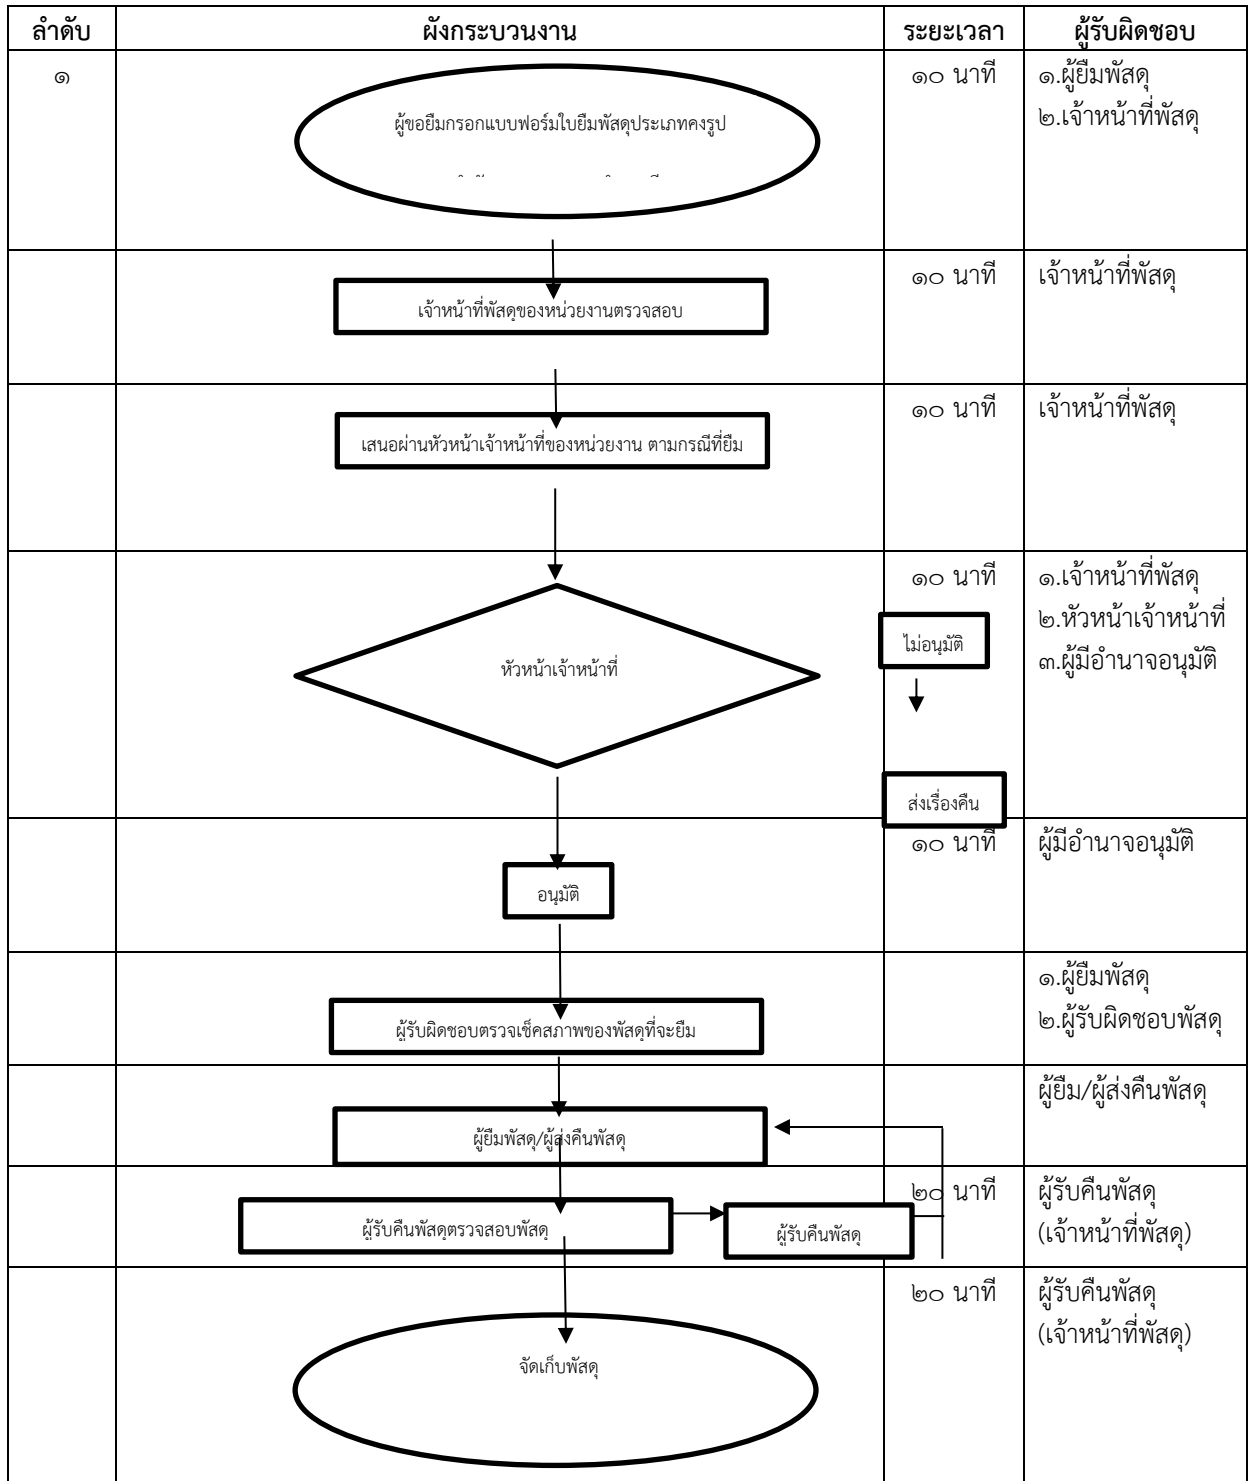 ลำดับ ผังกระบวนงาน ระยะเวลา ผู้รับผิดชอบ
๑
ผู้ขอยืมกรอกแบบฟอร์มใบยืมพัสดุประเภทคงรูป
๑๐ นาที
๑.ผู้ยืมพัสดุ
๒.เจ้าหน้าที่พัสดุ
เจ้าหน้าที่พัสดุของหน่วยงานตรวจสอบ
๑๐ นาที
เจ้าหน้าที่พัสดุ
เสนอผ่านหัวหน้าเจ้าหน้าที่ของหน่วยงาน ตามกรณีที่ยืม
๑๐ นาที
เจ้าหน้าที่พัสดุ
หัวหน้าเจ้าหน้าที่
๑๐ นาที
ไม่อนุมัติ
ส่งเรื่องคืน
๑.เจ้าหน้าที่พัสดุ
๒.หัวหน้าเจ้าหน้าที่
๓.ผู้มีอำนาจอนุมัติ
อนุมัติ
๑๐ นาที
ผู้มีอำนาจอนุมัติ
ผู้รับผิดชอบตรวจเช็คสภาพของพัสดุที่จะยืม
๑.ผู้ยืมพัสดุ
๒.ผู้รับผิดชอบพัสดุ
ผู้ยืมพัสดุ/ผู้ส่งคืนพัสดุ
ผู้ยืม/ผู้ส่งคืนพัสดุ
ผู้รับคืนพัสดุตรวจสอบพัสดุ
ผู้รับคืนพัสดุ
๒๐ นาที
ผู้รับคืนพัสดุ
(เจ้าหน้าที่พัสดุ)
จัดเก็บพัสดุ
๒๐ นาที
ผู้รับคืนพัสดุ
(เจ้าหน้าที่พัสดุ)